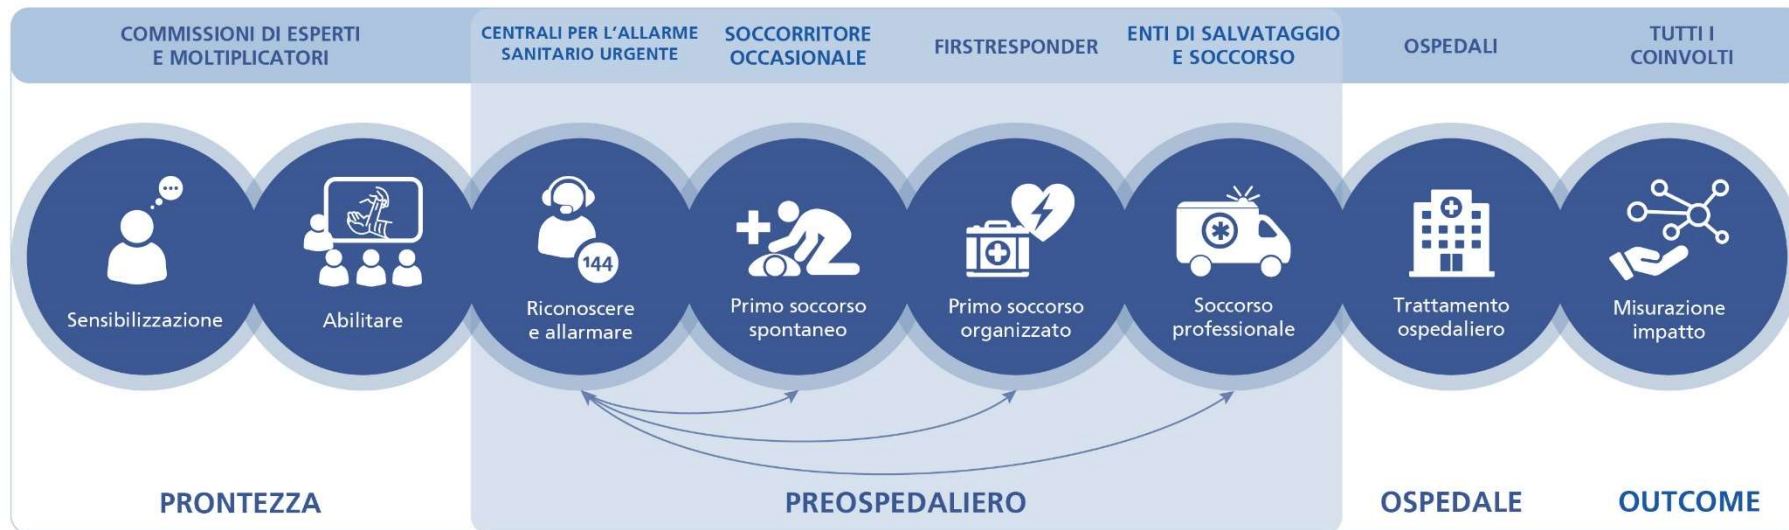 COMMISSIONI DI ESPERTI
E MOLTIPLICATORI
CENTRALI PER L'ALLARME
SANITARIO URGENTE
SOCCORRITORE
OCCASIONALE
FIRSTRESPONDER
ENTI DI SALVATAGGIO
E SOCCORSO
OSPEDALI
TUTTI I
COINVOLTI
Sensibilizzazione
Abilitare
144
Riconoscere
e allarmare
Primo soccorso
spontaneo
Primo soccorso
organizzato
Soccorso
professionale
Trattamento
ospedaliero
Misurazione
impatto
PRONTEZZA
PREOSPEDALIERO
OSPEDALE
OUTCOME